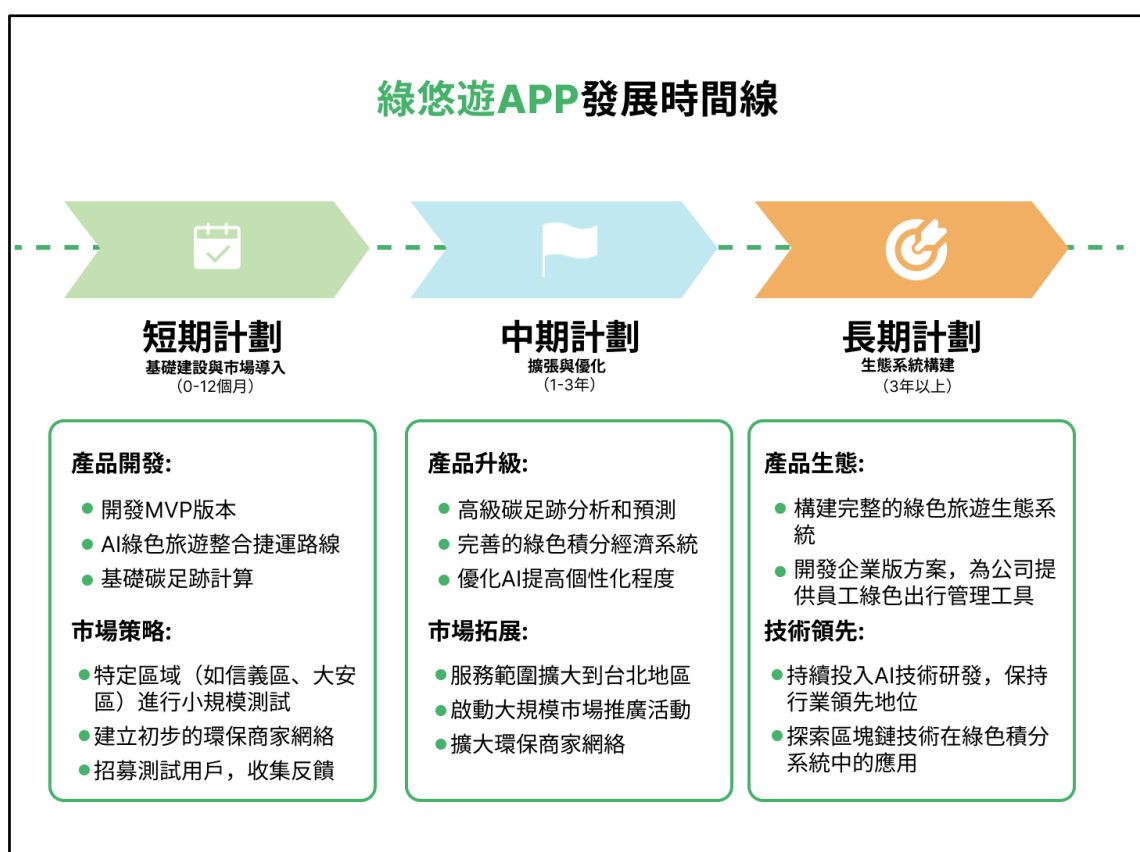 綠悠遊APP發展時間線
短期計劃
基礎建設與市場導入
（0-12個月）
產品開發:
開發MVP版本
AI綠色旅遊整合捷運路線
基礎碳足跡計算
市場策略:
特定區域（如信義區、大安
區）進行小規模測試
建立初步的環保商家網絡
招募測試用戶，收集反饋
中期計劃
擴張與優化
（1-3年）
產品升級:
高級碳足跡分析和預測
完善的綠色積分經濟系統
優化AI提高個性化程度
市場拓展:
服務範圍擴大到台北地區
啟動大規模市場推廣活動
擴大環保商家網絡
長期計劃
生態系統構建
（3年以上）
產品生態:
構建完整的綠色旅遊生態系
統
開發企業版方案，為公司提
供員工綠色出行管理工具
技術領先:
持續投入AI技術研發，保持
行業領先地位
探索區塊鏈技術在綠色積分
系統中的應用